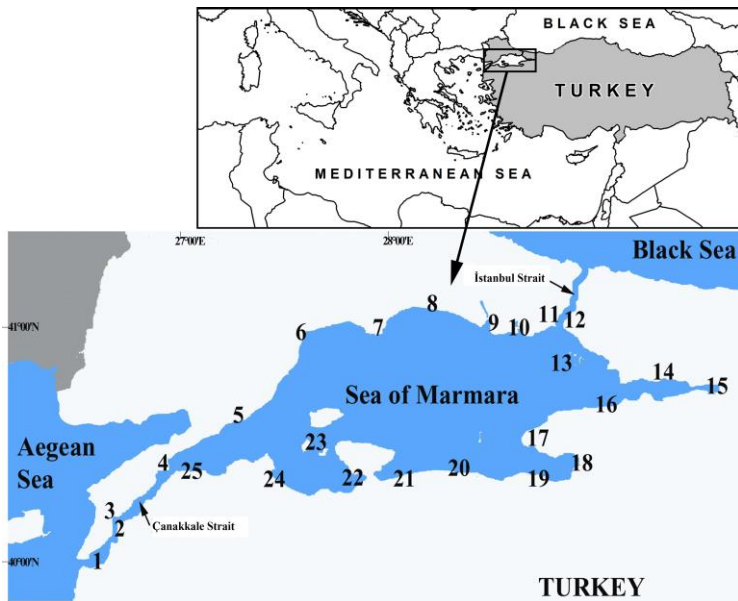 BLACK SEA
TURKEY
MEDITERRANEAN SEA
27°00'E
28°00'E
Black Sea
İstanbul Strait
8
11
12
41°00'N
6
7
9
10
13
14
15
Sea of Marmara
16
5
Aegean
Sea
23
17
4
25
24
22
21
20
19
18
3
2
Çanakkale Strait
40°00'N
1
TURKEY